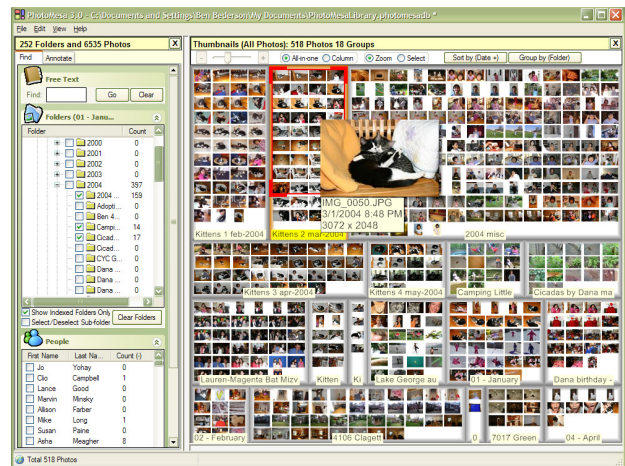 PhotoMesa 3.0 - C:\Documents and Settings\Ben Bederson\My Documents\PhotoMesaLibrary.photomesadb *
File Edit View Help
252 Folders and 6535 Photos X
Find Annotate
Free Text
Find: Go Clear
Folders (01 - Janu...
Folder Count
2000 0
2001 0
2002 0
2003 0
2004 397
2004 ... 159
Adopti... 0
Ben 4... 0
Campi... 14
Cicad... 17
Ocad... 0
CYC G... 0
Dana ... 0
Dana ... 0
Dana ... 0
Show Indexed Folders Only
Select/Deselect Sub-folder
Clear Folders
People
First Name Last Na... Count (-)
Jo Yohay 0
Clio Campbell 1
Lance Good 0
Marvin Minsky 0
Allison Farber 0
Mike Long 1
Susan Paine 0
Asha Meagher 8
Total 518 Photos
Thumbnails (All Photos): 518 Photos 18 Groups X
- + All-in-one Column Zoom Select Sort by (Date +) Group by (Folder)
IMG_0050.JPG
3/1/2004 8:48 PM
3072 x 2048
Kittens 1 feb-2004 Kittens 2 mar-2004 2004 misc
Kittens 3 apr-2004 Kittens 4 may-2004 Camping Little Cicadas by Dana ma
Lauren-Magenta Bat Mizv Kitten Ki Lake George au 01 - January Dana birthday -
02 - February 4106 Clagett 0 7017 Green 04 - April